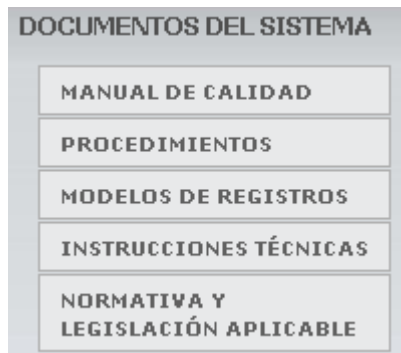 DOCUMENTOS DEL SISTEMA
MANUAL DE CALIDAD
PROCEDIMIENTOS
MODELOS DE REGISTROS
INSTRUCCIONES TÉCNICAS
NORMATIVA Y
LEGISLACIÓN APLICABLE